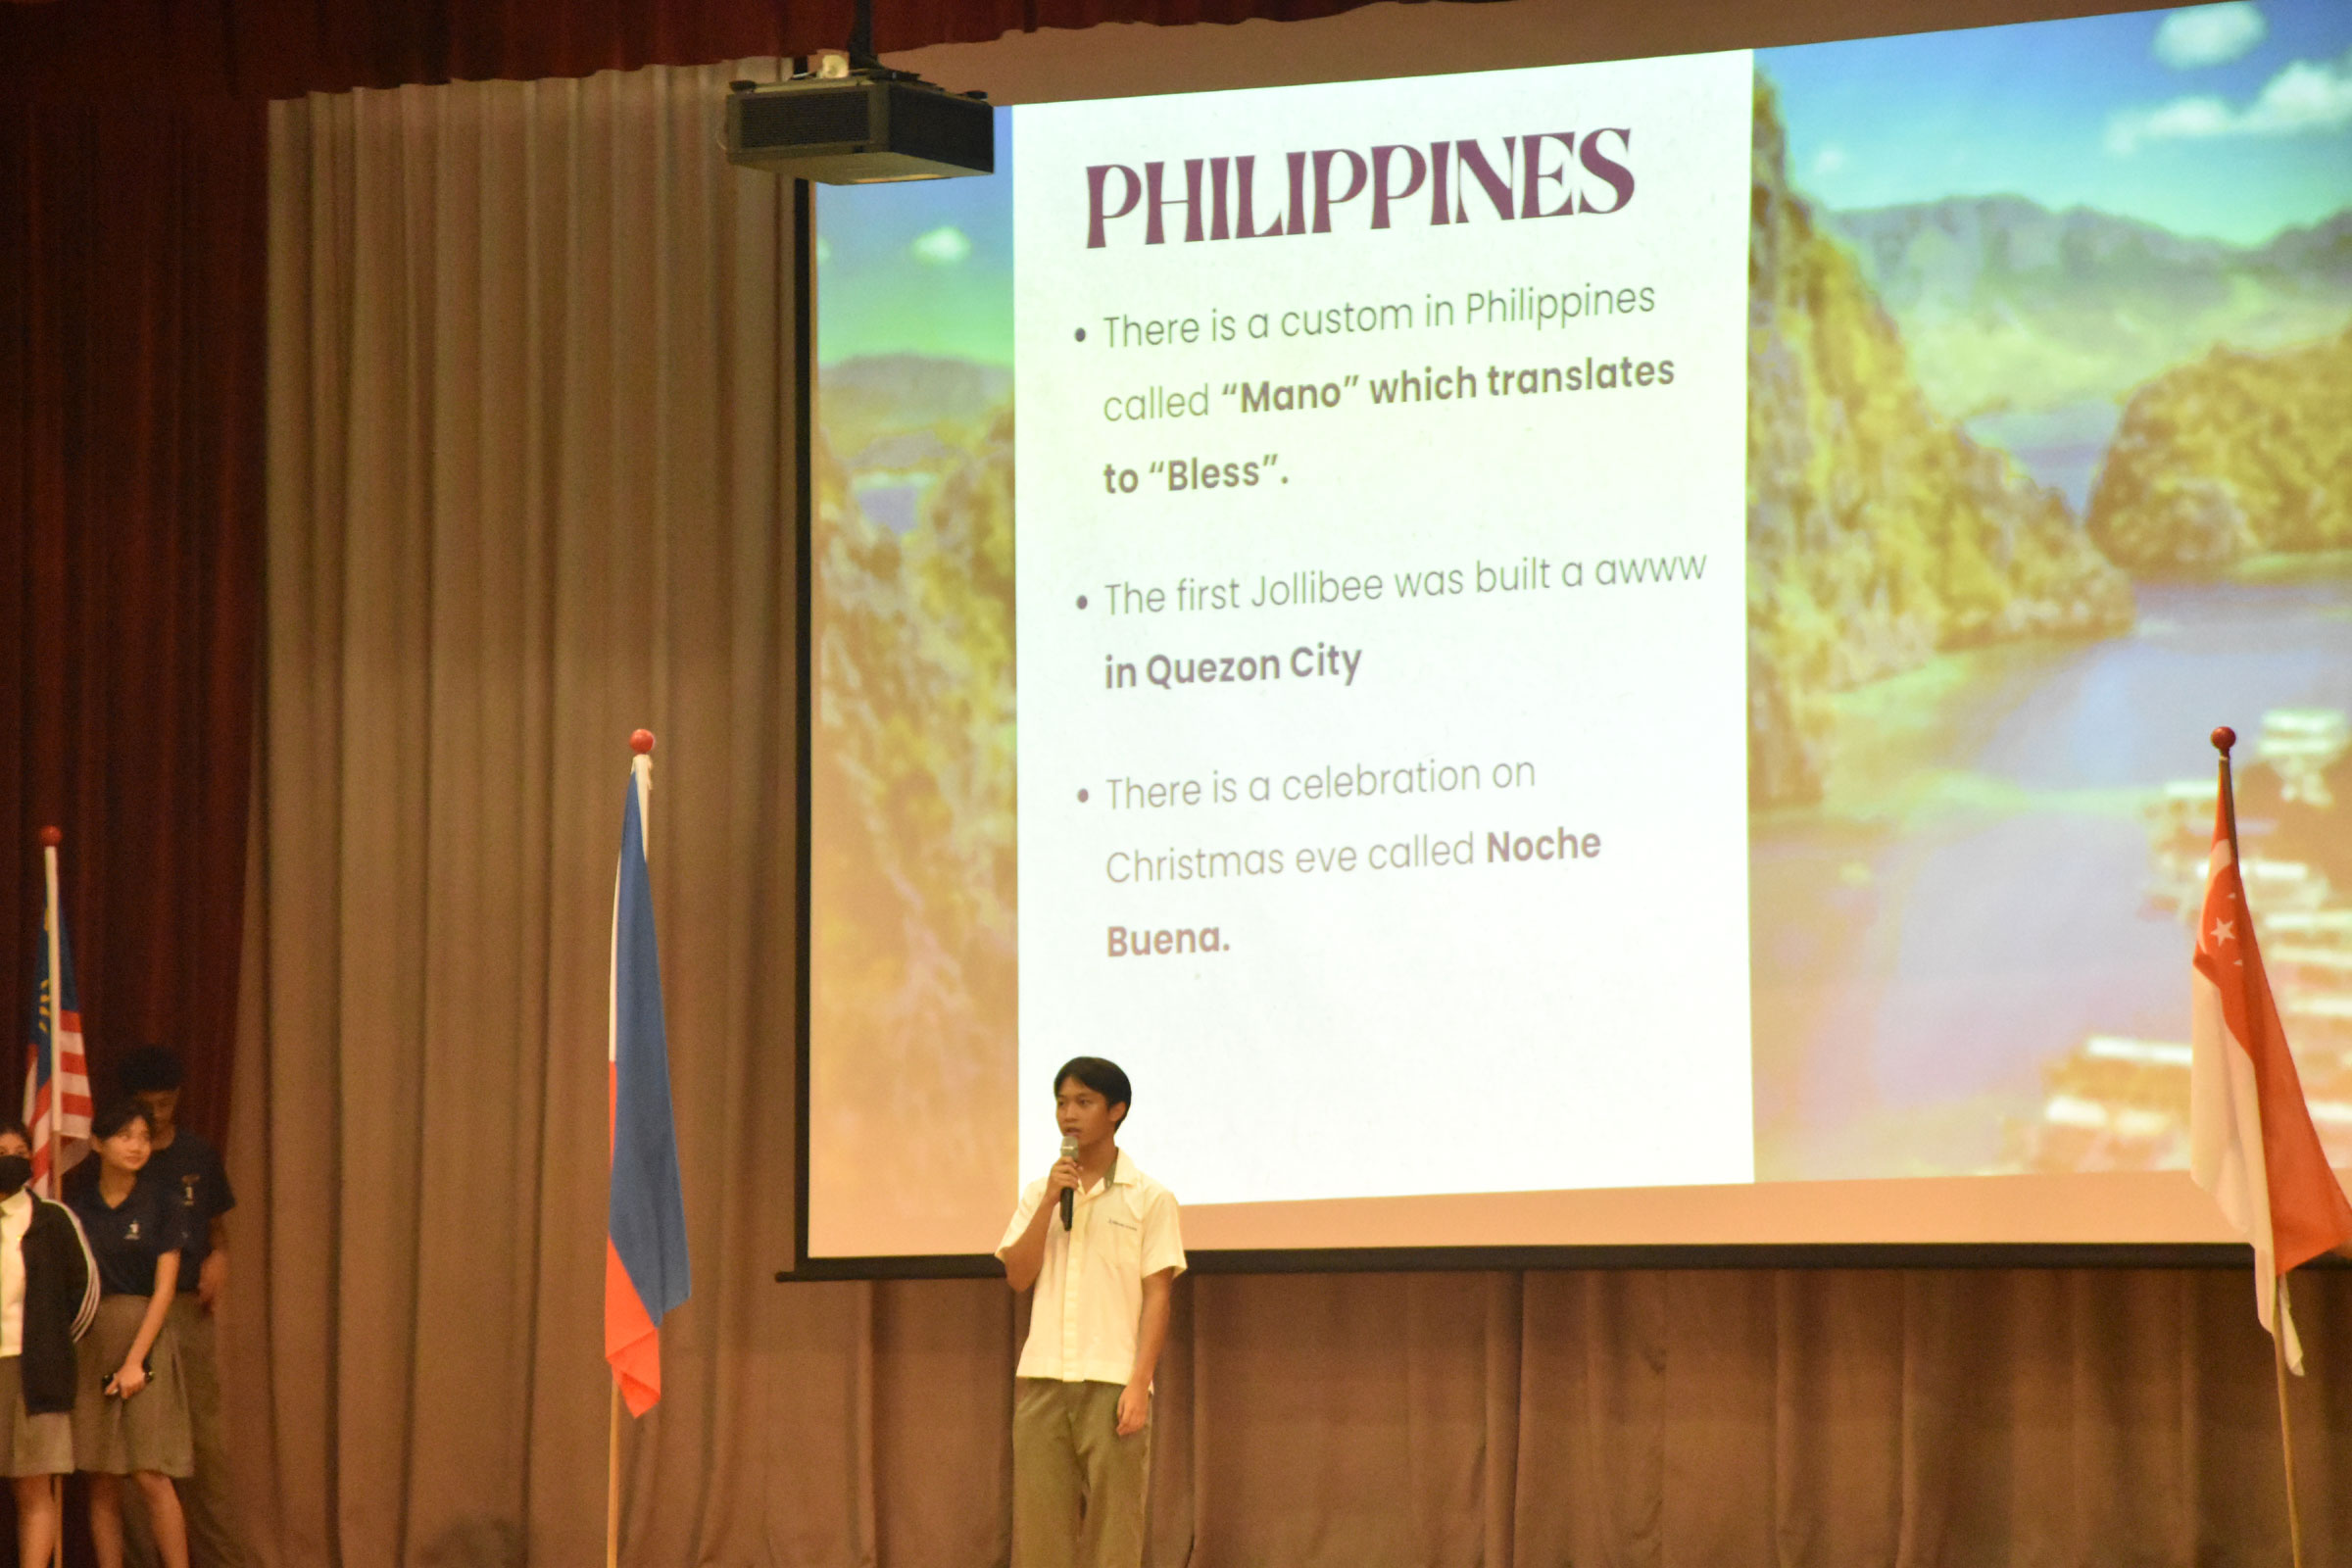 PHILIPPINES
• There is a custom in Philippines
called “Mano” which translates
to “Bless”.
• The first Jollibee was built a awww
in Quezon City
• There is a celebration on
Christmas eve called Noche
Buena.